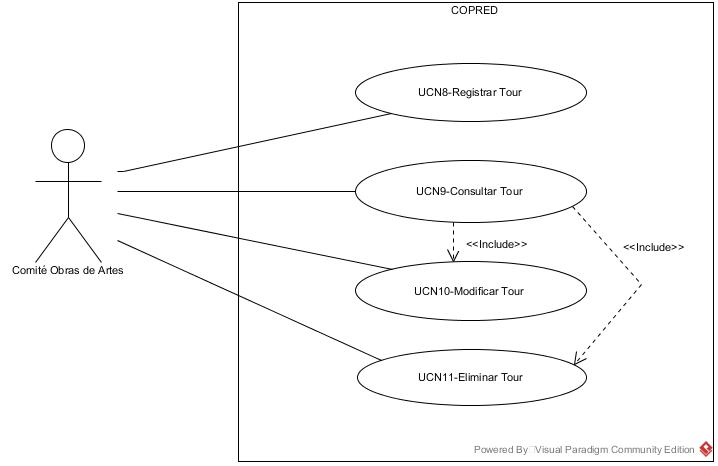 COPRED
UCN8-Registrar Tour
UCN9-Consultar Tour
<<Include>>
<<Include>>
Comité Obras de Artes
UCN10-Modificar Tour
UCN11-Eliminar Tour
Powered By Visual Paradigm Community Edition